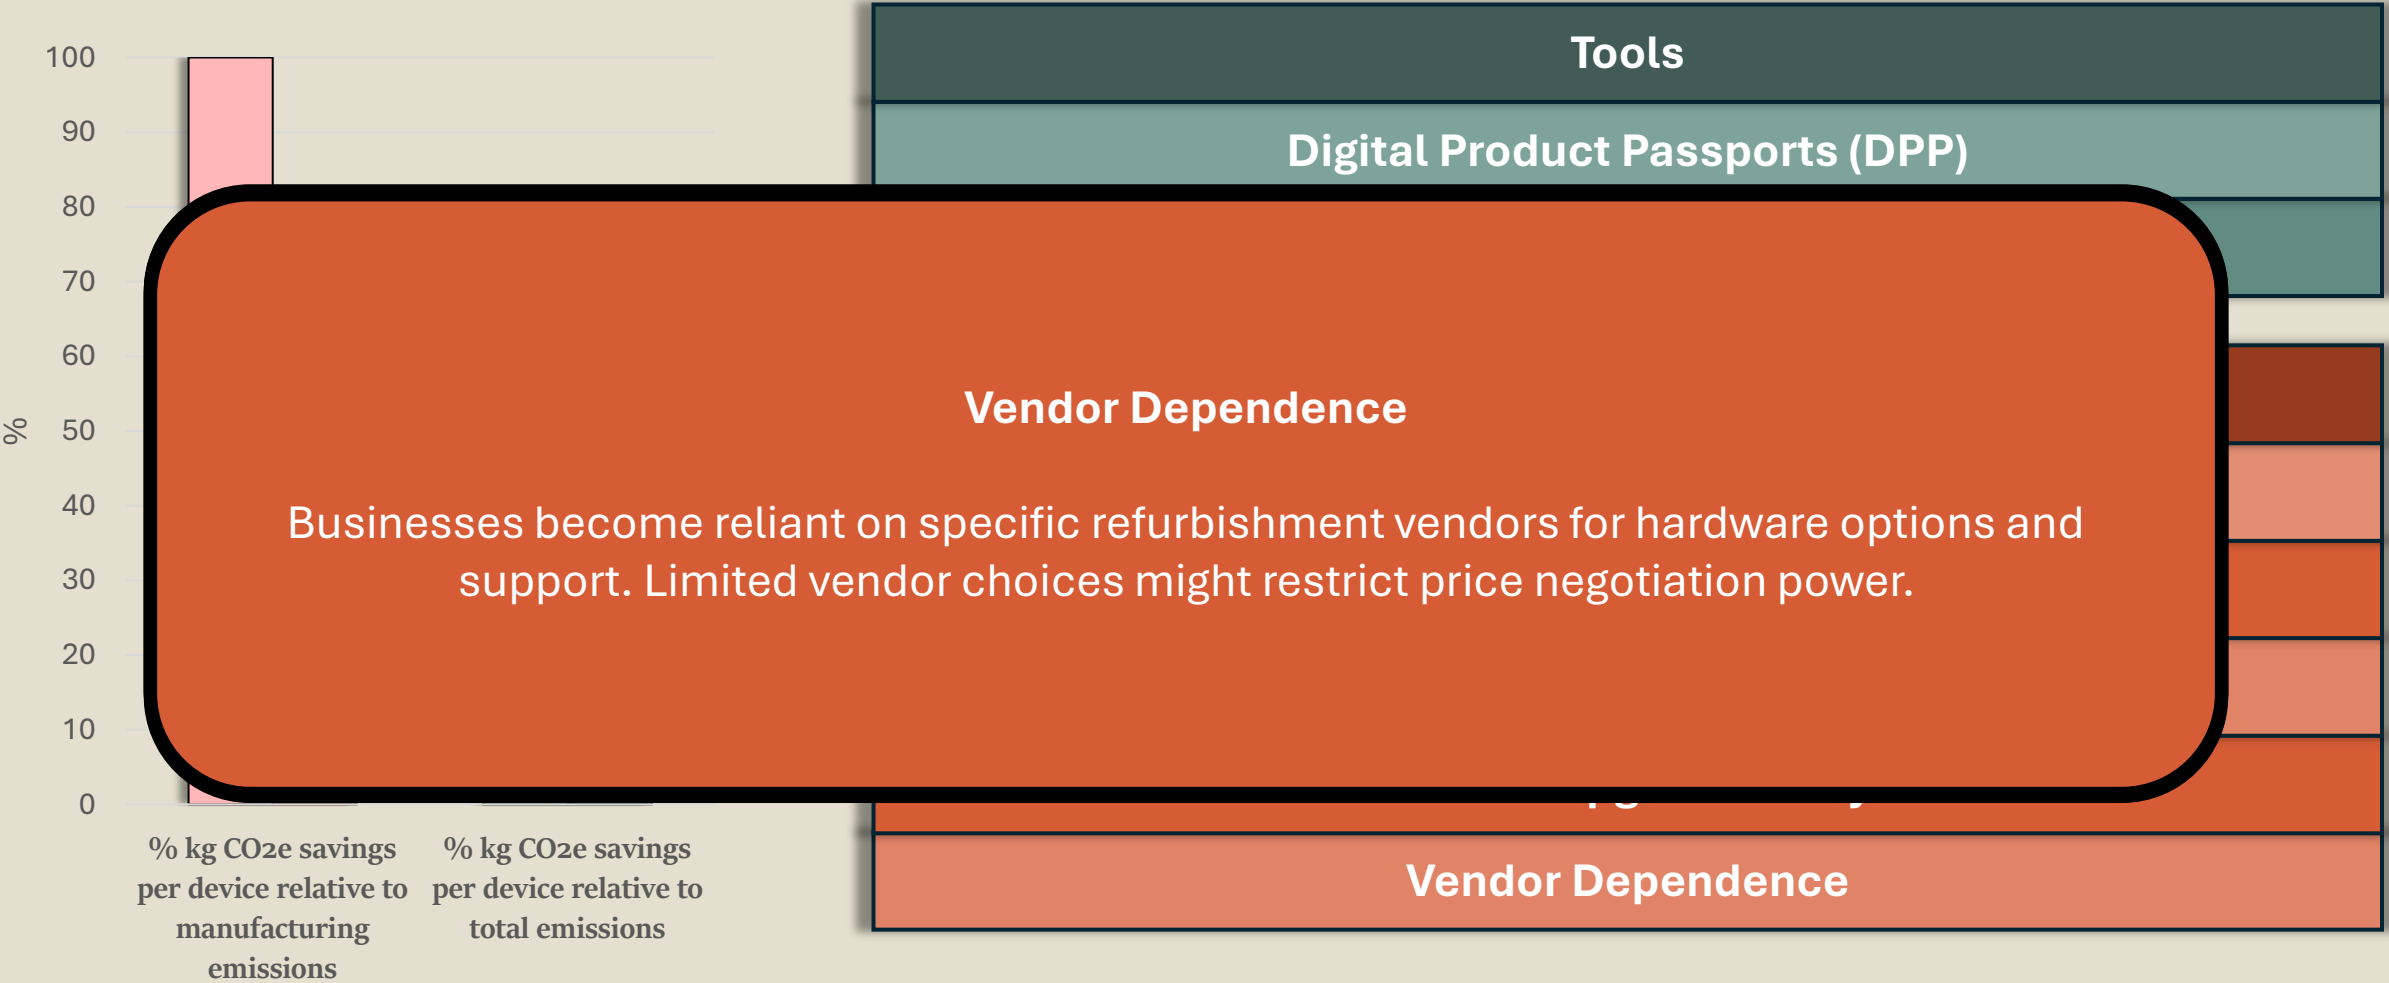 100
90
80
70
60
50
40
30
20
10
0
%
% kg CO2e savings
per device relative to
manufacturing
emissions
% kg CO2e savings
per device relative to
total emissions
Tools
Digital Product Passports (DPP)
Vendor Dependence
Businesses become reliant on specific refurbishment vendors for hardware options and
support. Limited vendor choices might restrict price negotiation power.
Vendor Dependence